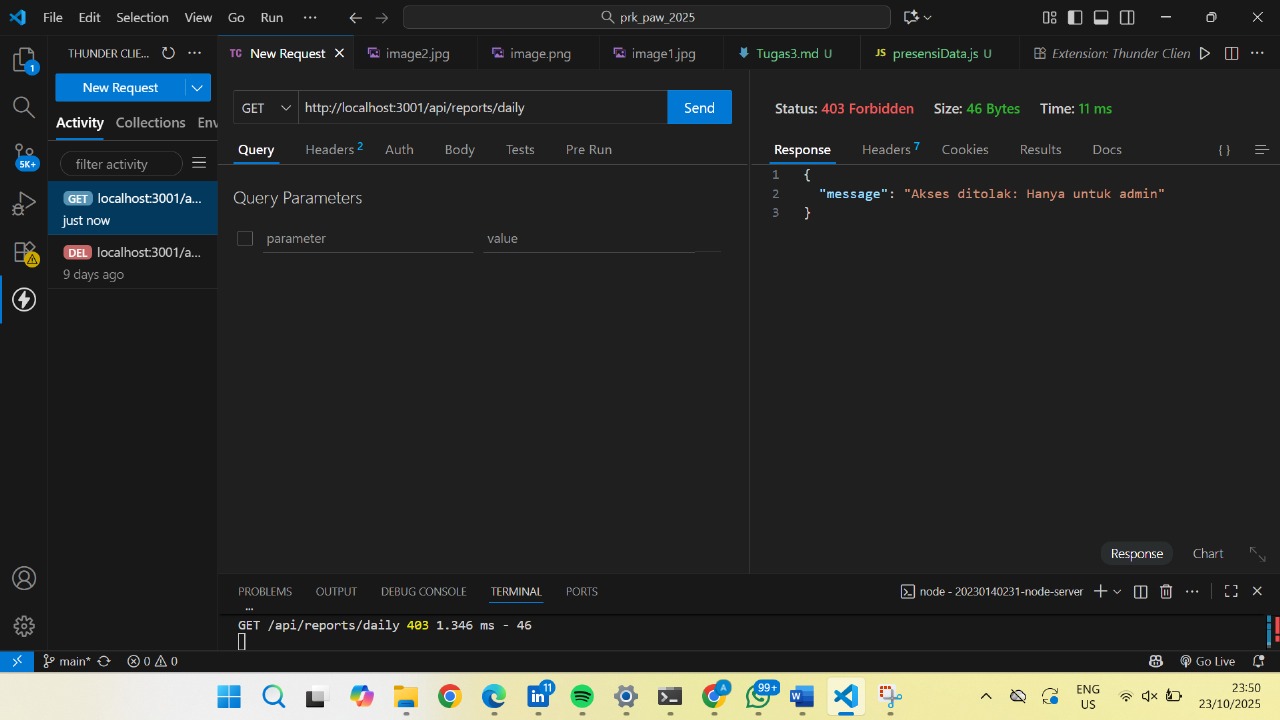 File Edit Selection View Go Run ··· prk_paw_2025
THUNDER CLIE... ···
TC New Request image2.jpg image.png image1.jpg Tugas3.md U JS presensiData.js U Extension: Thunder Clien ···
1
New Request
GET http://localhost:3001/api/reports/daily Send
Status: 403 Forbidden Size: 46 Bytes Time: 11 ms
Activity Collections Env
Query Headers 2 Auth Body Tests Pre Run
Response Headers 7 Cookies Results Docs { }
5K+
filter activity
1 {
2 "message": "Akses ditolak: Hanya untuk admin"
3 }
GET localhost:3001/a...
just now
Query Parameters
parameter value
DEL localhost:3001/a...
9 days ago
Response Chart
PROBLEMS OUTPUT DEBUG CONSOLE TERMINAL PORTS node - 20230140231-node-server ···
...
GET /api/reports/daily 403 1.346 ms - 46
main* 0 0 Go Live
11 A 99+ ENG US 23:50
23/10/2025